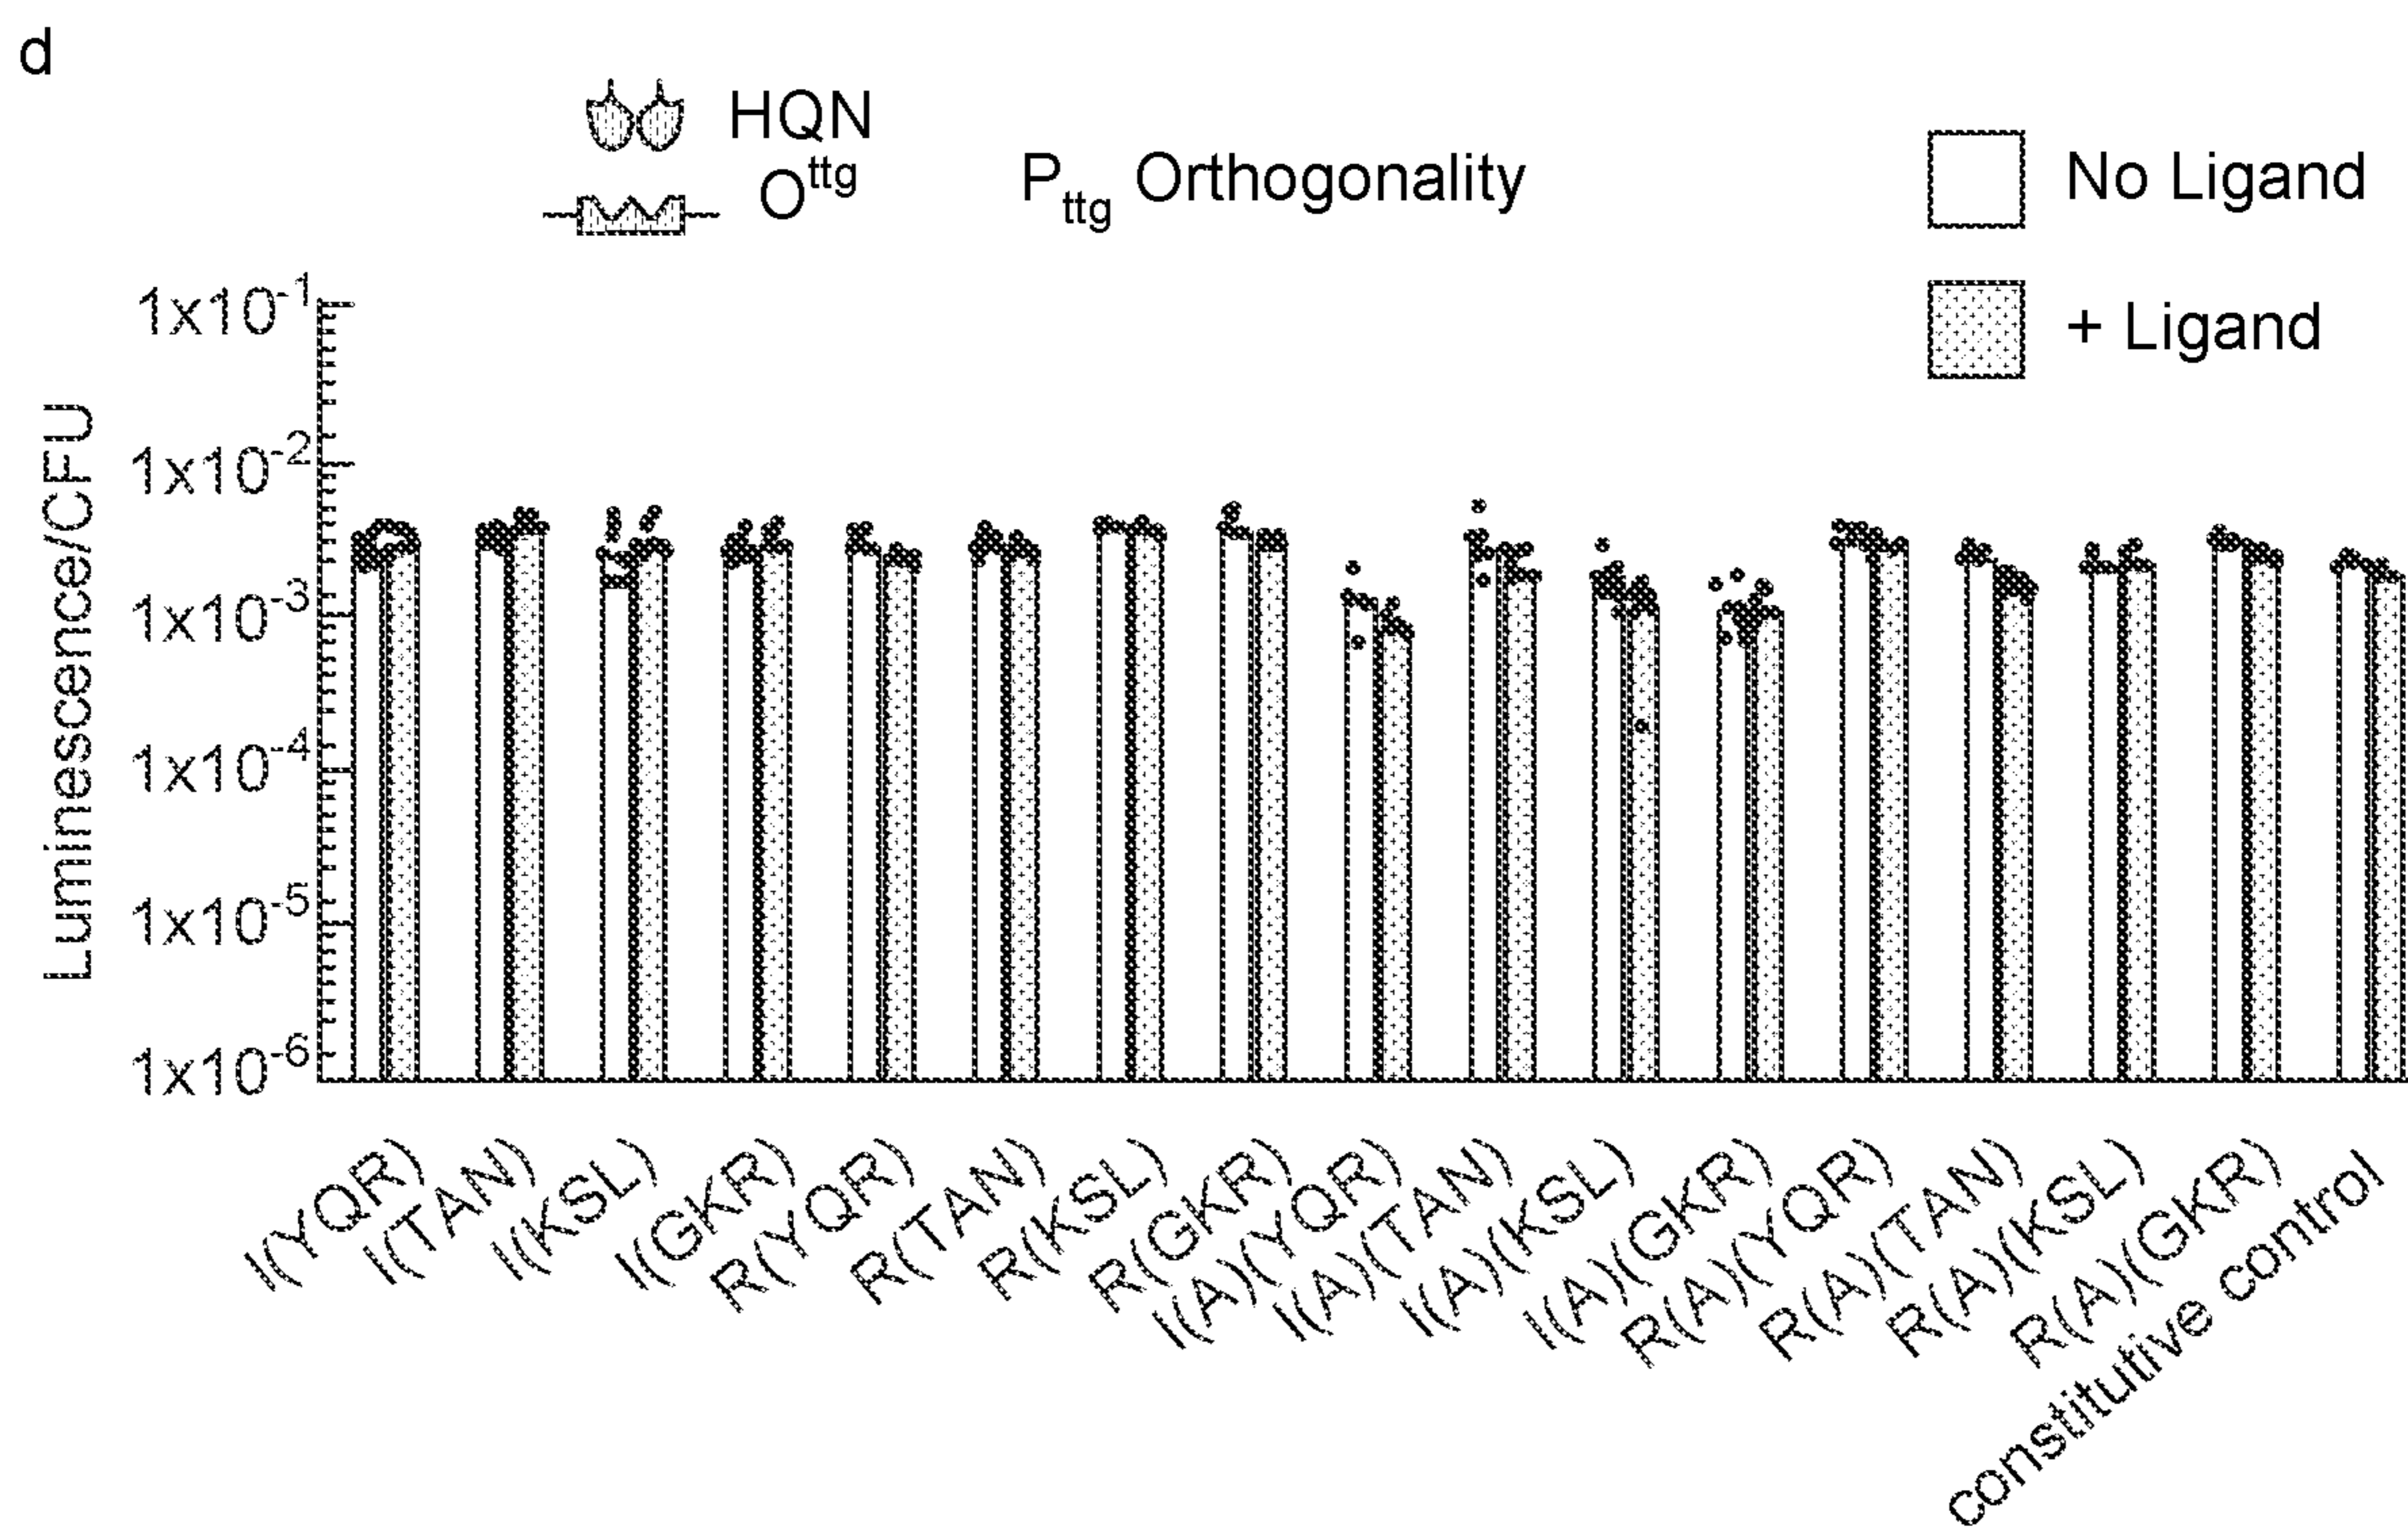 d
HQN
O^ttg
P_ttg Orthogonality
No Ligand
+ Ligand
Luminescence/CFU
1x10^-1
1x10^-2
1x10^-3
1x10^-4
1x10^-5
1x10^-6
I(YQR)
I(TAN)
I(KSL)
I(GKR)
R(YQR)
R(TAN)
R(KSL)
R(GKR)
I(A)(YQR)
I(A)(TAN)
I(A)(KSL)
I(A)(GKR)
R(A)(YQR)
R(A)(TAN)
R(A)(KSL)
R(A)(GKR)
constitutive control